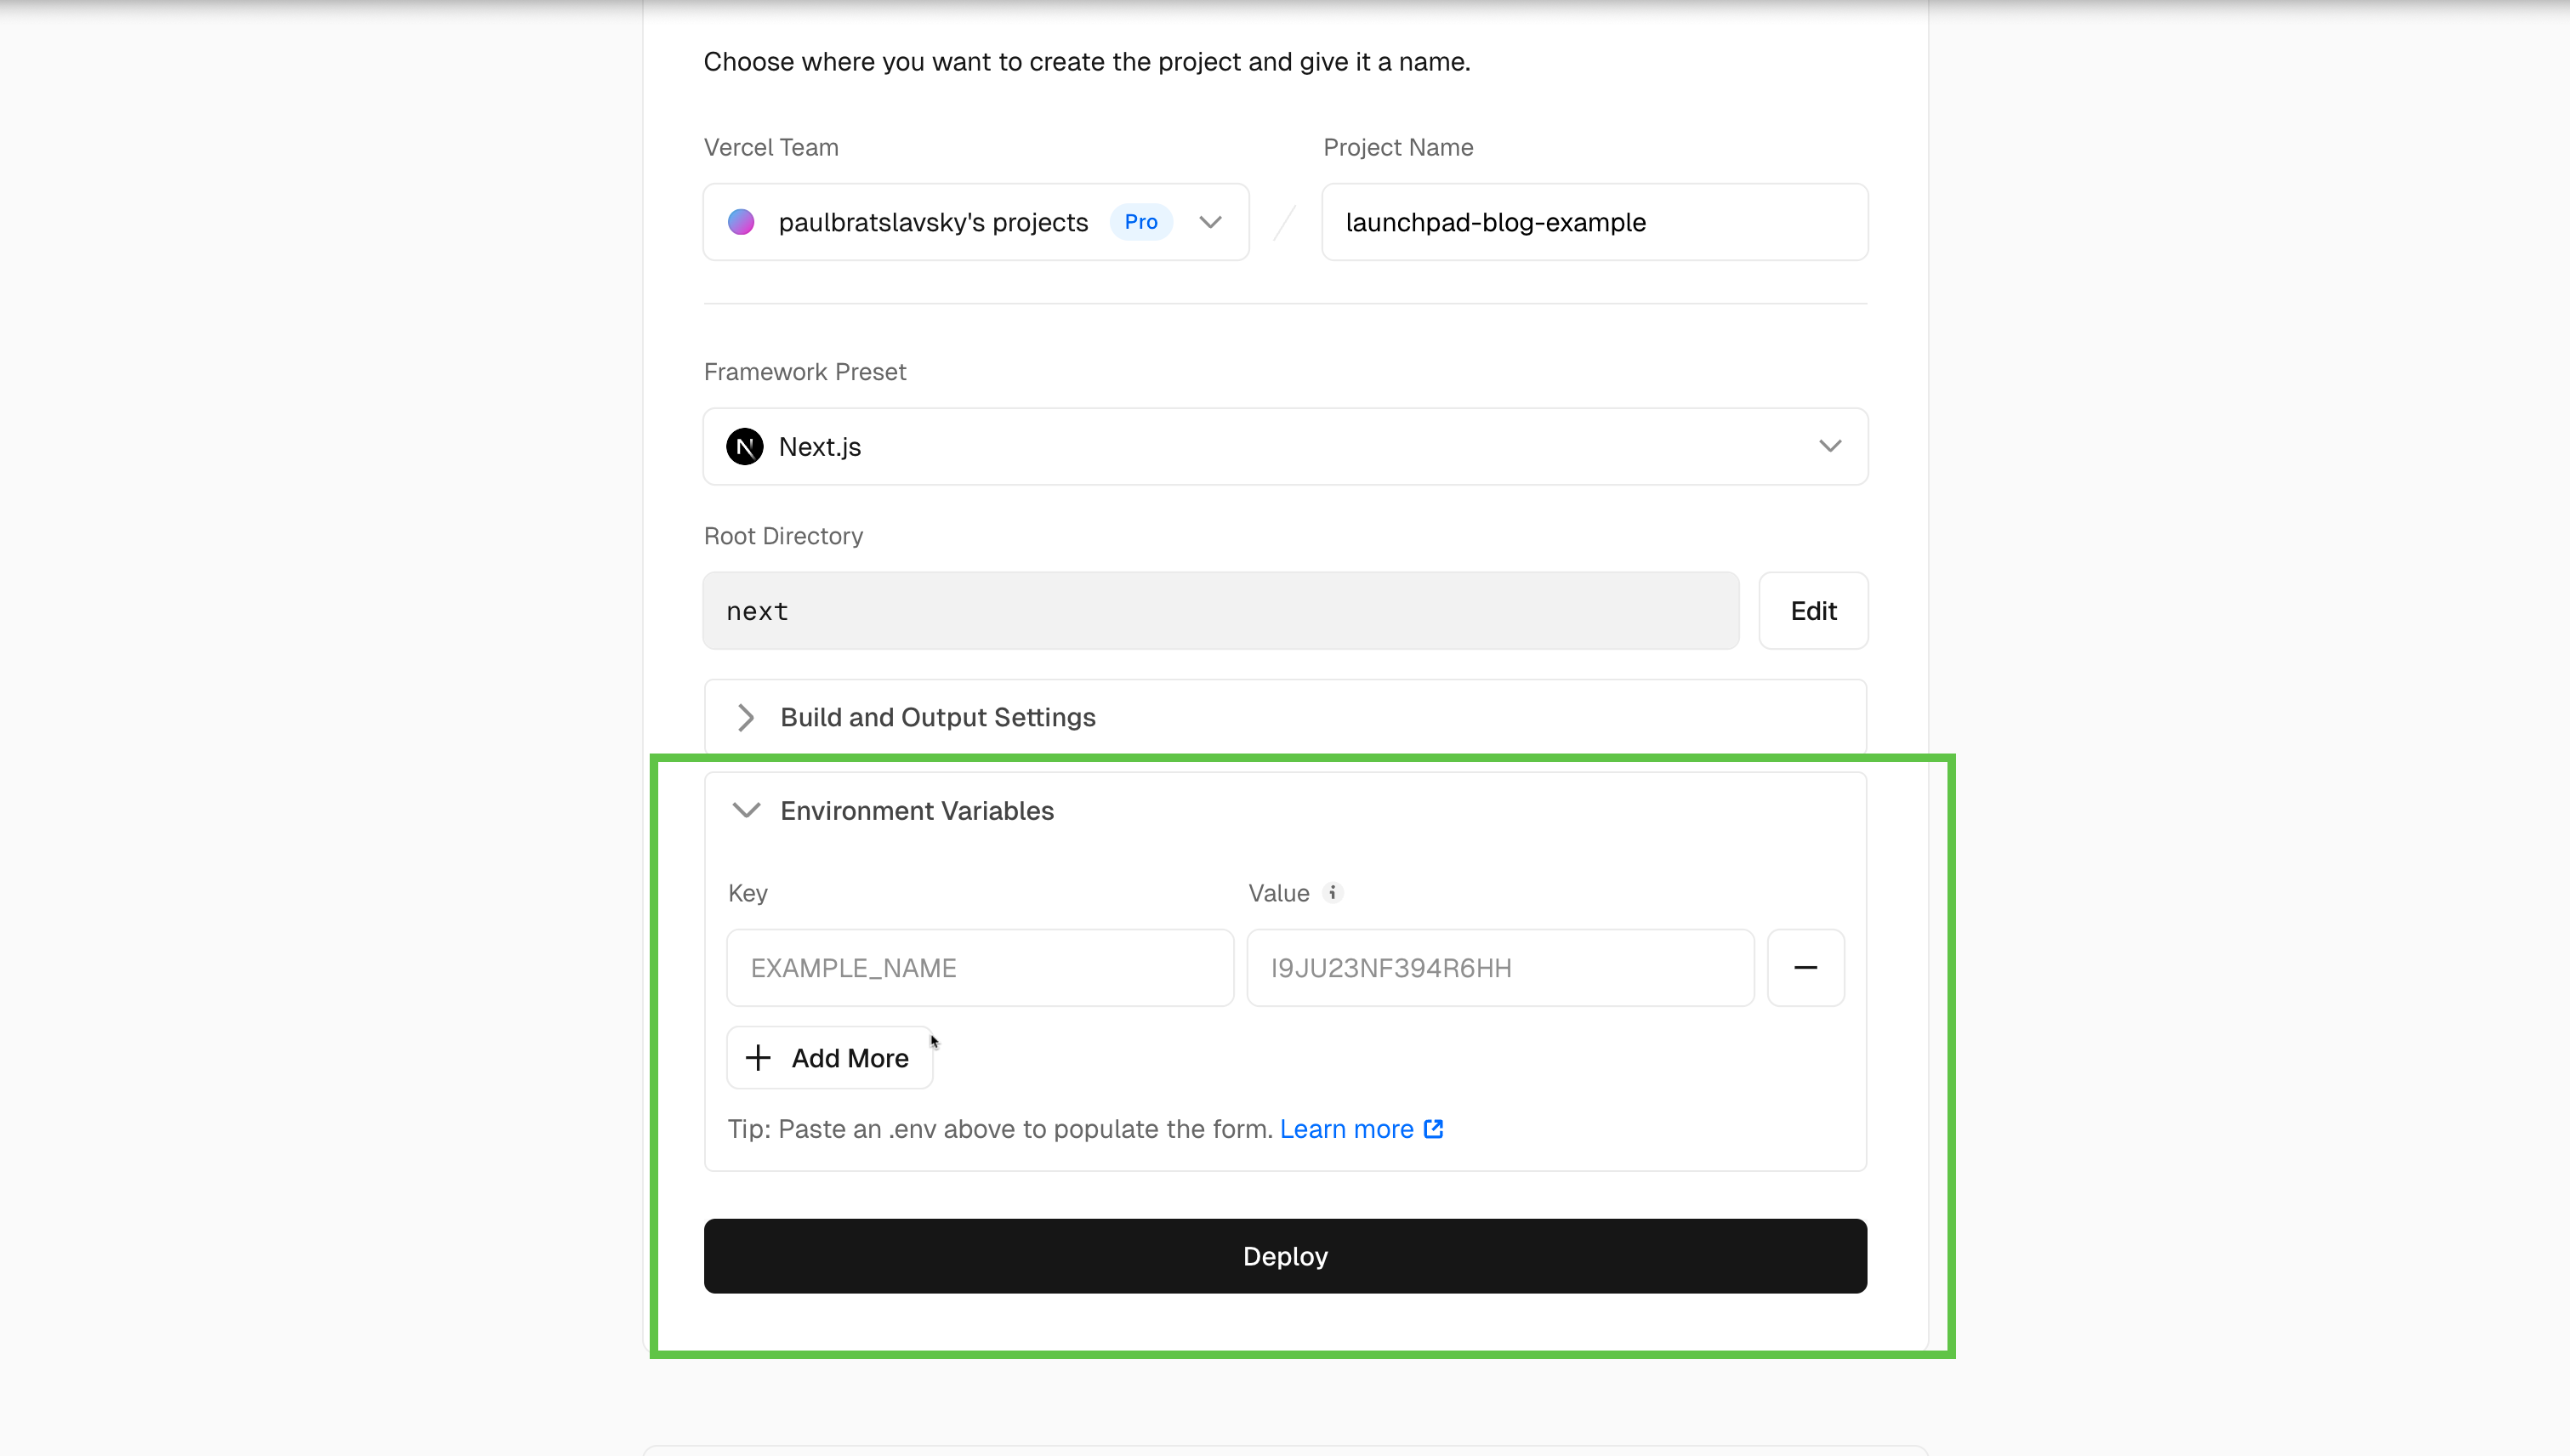 Choose where you want to create the project and give it a name.
Vercel Team
Project Name
paulbratslavsky's projects Pro
launchpad-blog-example
Framework Preset
N Next.js
Root Directory
next
Edit
Build and Output Settings
Environment Variables
Key
Value i
EXAMPLE_NAME
I9JU23NF394R6HH
Add More
Tip: Paste an .env above to populate the form. Learn more
Deploy